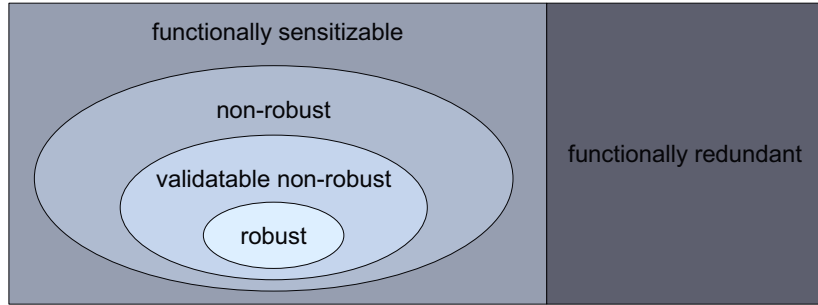 functionally sensitizable
non-robust
functionally redundant
validatable non-robust
robust